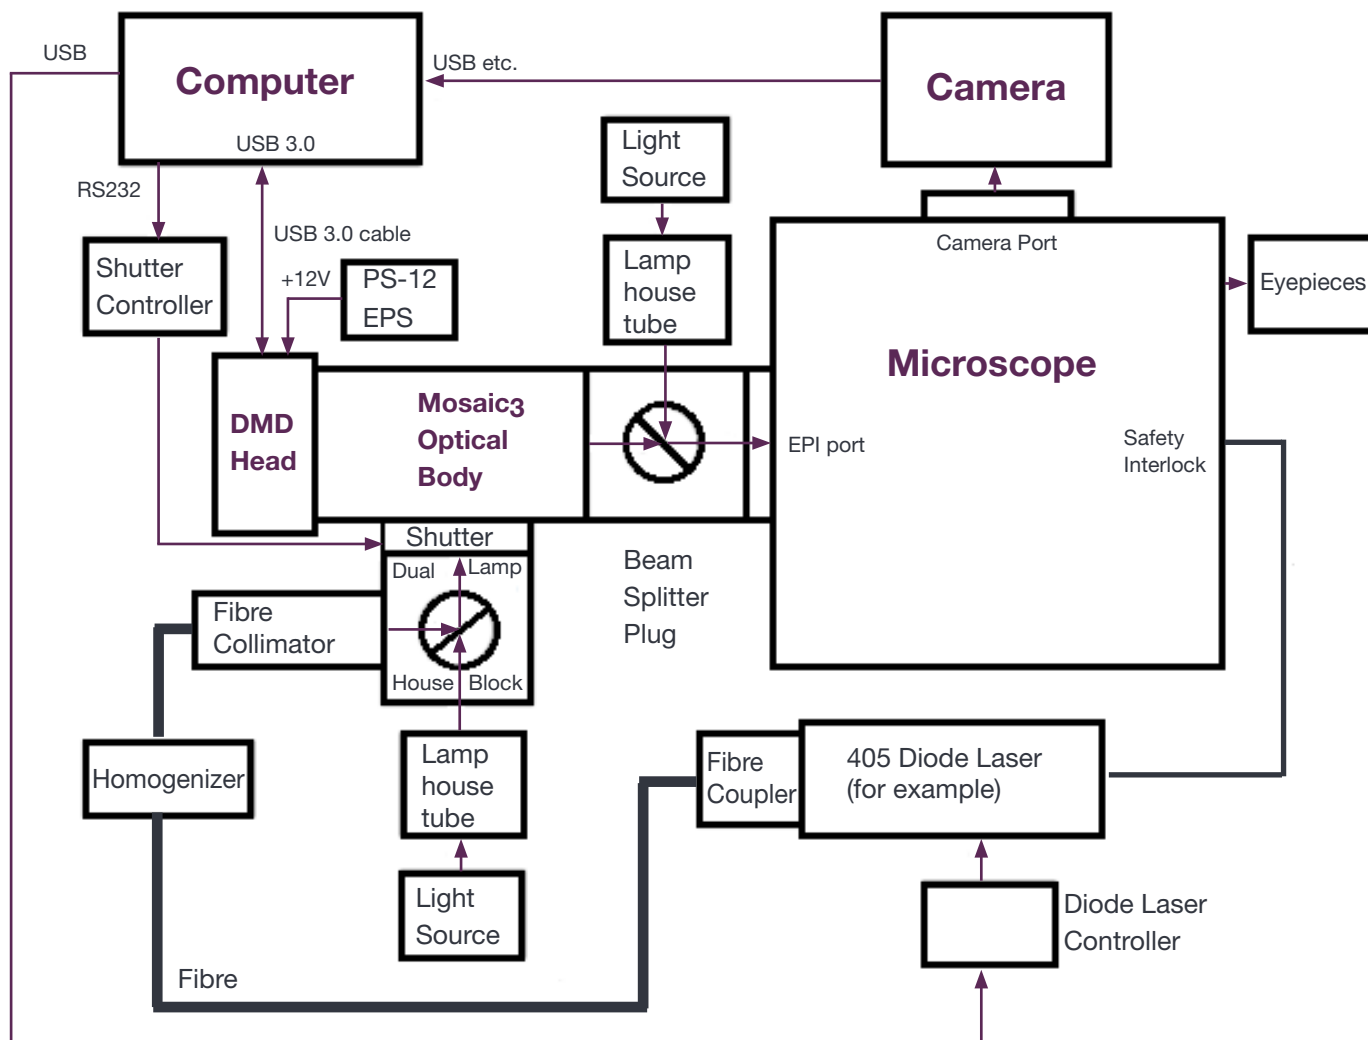 USB
Computer
USB etc.
Camera
USB 3.0
Light
Source
RS232
USB 3.0 cable
Camera Port
Shutter
Controller
+12V
PS-12
EPS
Lamp
house
tube
Eyepieces
Microscope
DMD
Head
Mosaic3
Optical
Body
EPI port
Safety
Interlock
Shutter
Dual
Lamp
House
Block
Beam
Splitter
Plug
Fibre
Collimator
Homogenizer
Lamp
house
tube
Fibre
Coupler
405 Diode Laser
(for example)
Light
Source
Diode Laser
Controller
Fibre